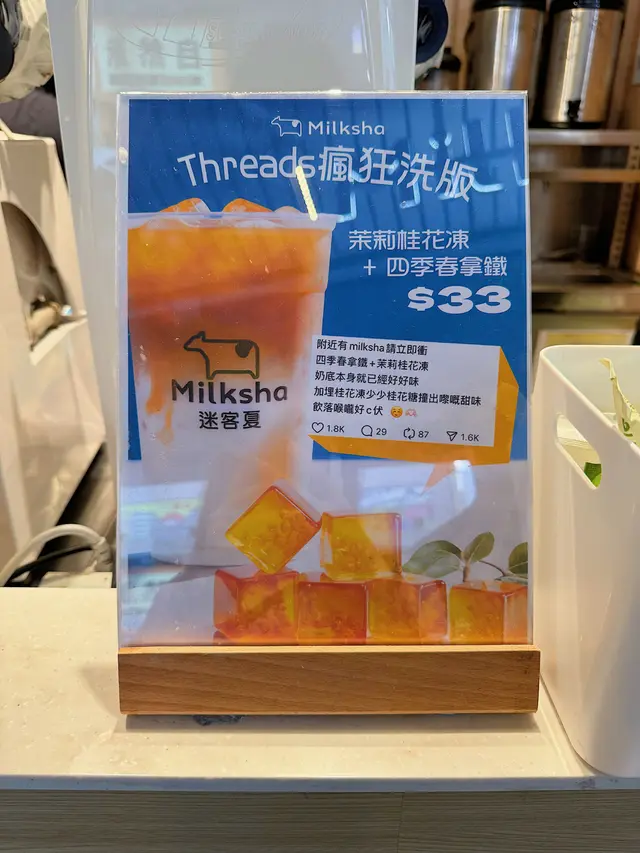 Milksha
Threads瘋狂洗版
茉莉桂花凍
+ 四季春拿鐵
$33
附近有milksha請立即衝
四季春拿鐵+茉莉桂花凍
奶底本身就已經好好味
加埋桂花凍少少桂花糖撞出嚟嘅甜味
飲落喉嚨好c伏 😚🫶🏻
1.8K 29 87 1.6K
Milksha
迷客夏